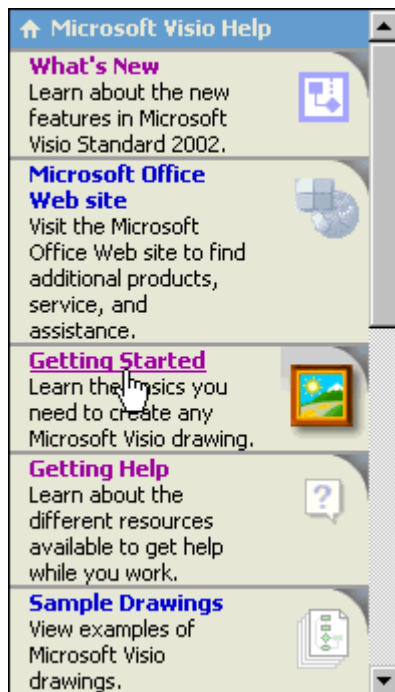 Microsoft Visio Help
What's New
Learn about the new
features in Microsoft
Visio Standard 2002.
Microsoft Office
Web site
Visit the Microsoft
Office Web site to find
additional products,
service, and
assistance.
Getting Started
Learn the basics you
need to create any
Microsoft Visio drawing.
Getting Help
Learn about the
different resources
available to get help
while you work.
Sample Drawings
View examples of
Microsoft Visio
drawings.